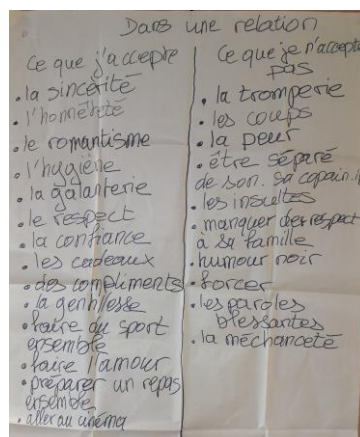 Dans une relation
Ce que j'accepte
• la sincérité
• l'honnêteté
• le romantisme
• l'hygiène
• la galanterie
• le respect
• la confiance
• les cadeaux
• des compliments
• la gentillesse
• faire du sport
ensemble
• faire l'amour
• préparer un repas
ensemble
• aller au cinéma
Ce que je n'accepte
pas
• la tromperie
• les coups
• la peur
• être séparé
de son. sa copain.
• les insultes
• manquer de respect
à sa famille
• humour noir
• forcer
• les paroles
blessantes
• la méchanceté